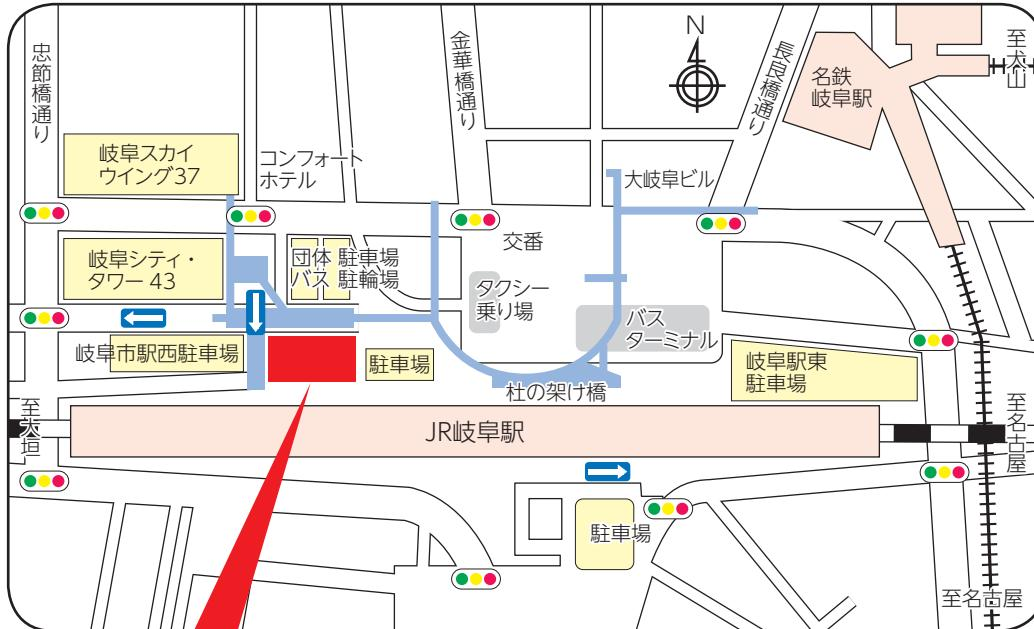 忠節橋通り
金華橋通り
N
長良橋通り
名鉄
岐阜駅
至犬山
岐阜スカイ
ウイング37
コンフォート
ホテル
大岐阜ビル
交番
岐阜シティ・
タワー 43
団体 駐車場
バス 駐輪場
タクシー
乗り場
バス
ターミナル
岐阜市駅西駐車場
駐車場
岐阜駅東
駐車場
杜の架け橋
至大垣
JR岐阜駅
至名古屋
駐車場
至名古屋